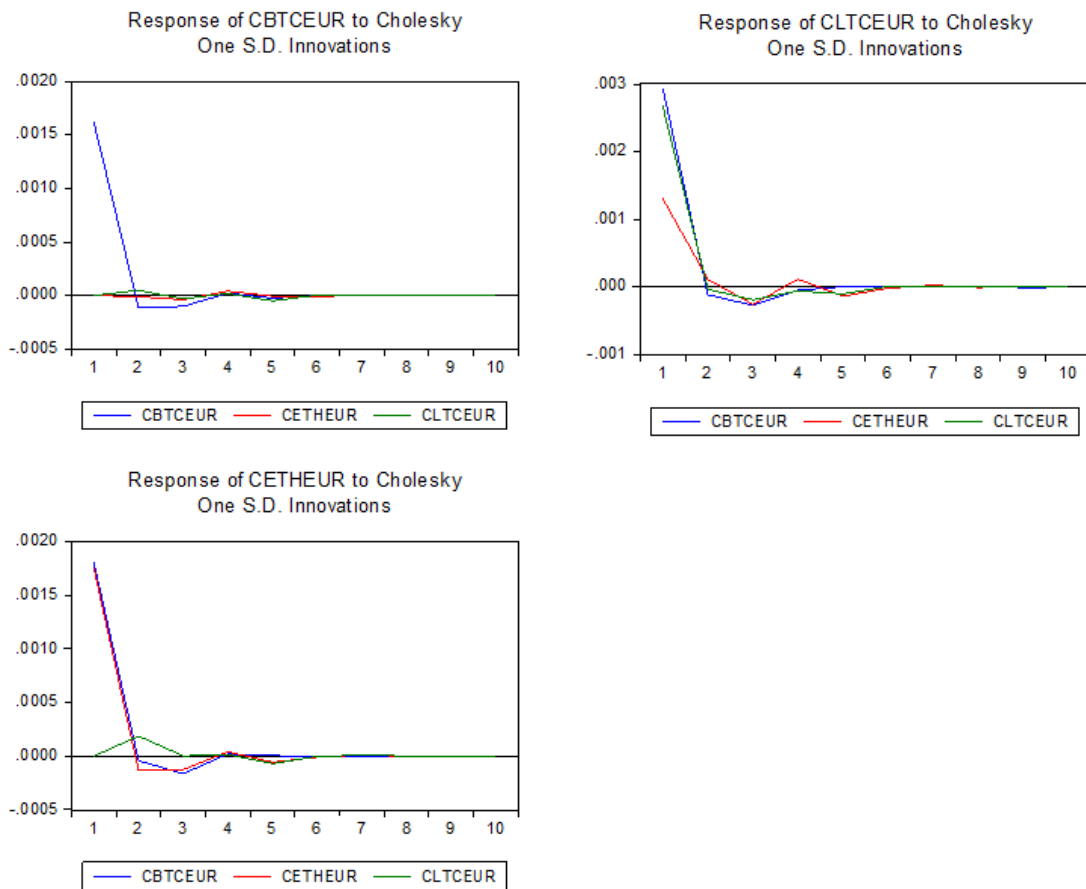 Response of CBTCEUR to Cholesky
One S.D. Innovations
.0020
.0015
.0010
.0005
.0000
-.0005
1 2 3 4 5 6 7 8 9 10
CBTCEUR CETHEUR CLTCEUR
Response of CLTCEUR to Cholesky
One S.D. Innovations
.003
.002
.001
.000
-.001
1 2 3 4 5 6 7 8 9 10
CBTCEUR CETHEUR CLTCEUR
Response of CETHEUR to Cholesky
One S.D. Innovations
.0020
.0015
.0010
.0005
.0000
-.0005
1 2 3 4 5 6 7 8 9 10
CBTCEUR CETHEUR CLTCEUR